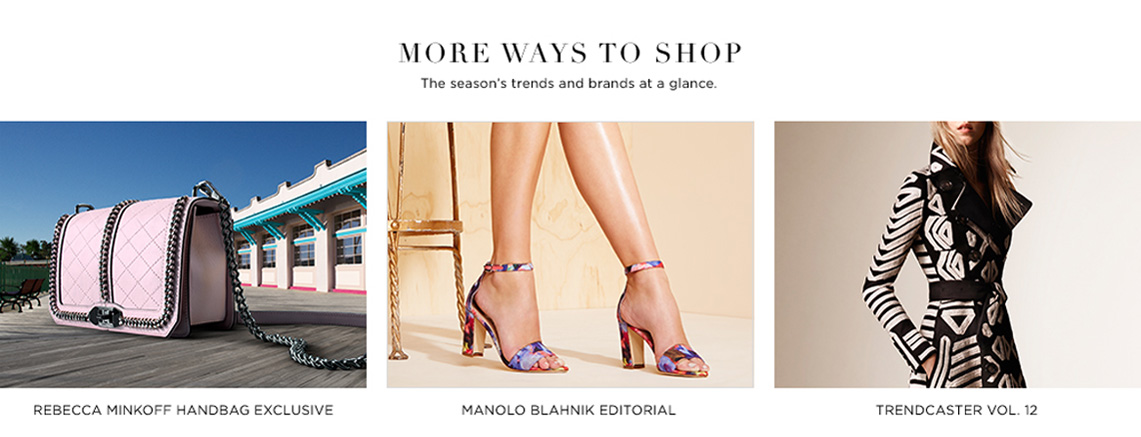 MORE WAYS TO SHOP
The season's trends and brands at a glance.
REBECCA MINKOFF HANDBAG EXCLUSIVE
MANOLO BLAHNIK EDITORIAL
TRENDCASTER VOL. 12